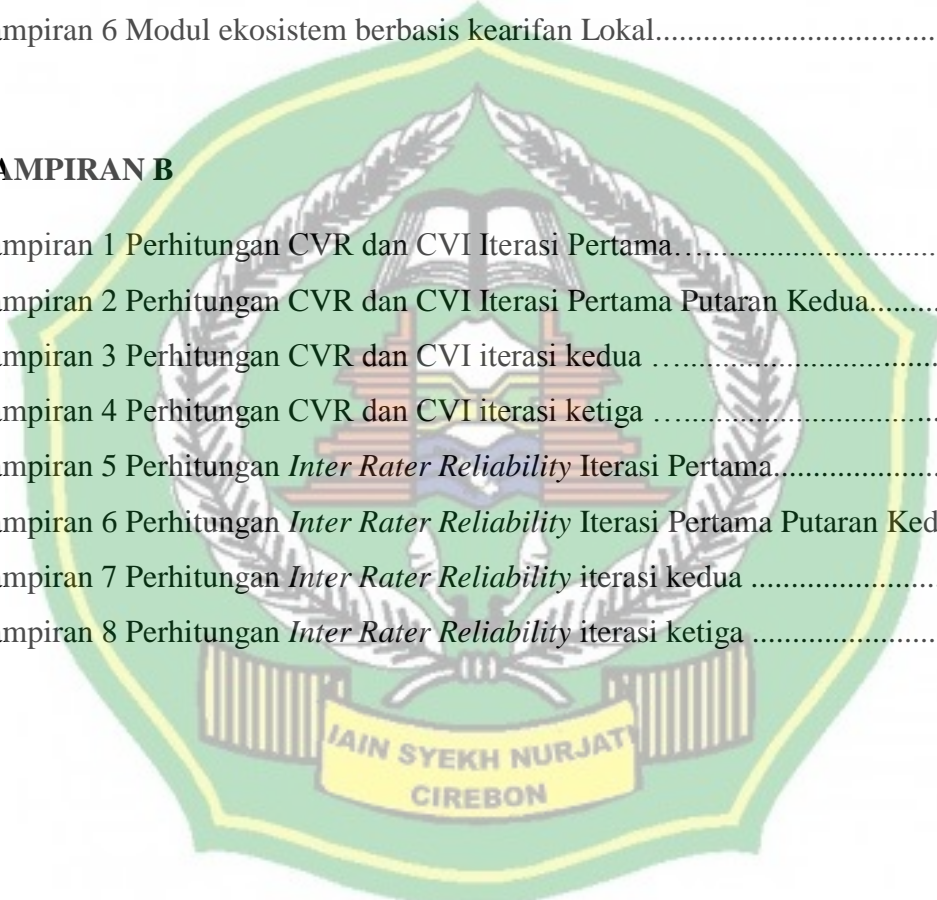 ampiran 6 Modul ekosistem berbasis kearifan Lokal....................................
AMPIRAN B
ampiran 1 Perhitungan CVR dan CVI Iterasi Pertama…............................
ampiran 2 Perhitungan CVR dan CVI Iterasi Pertama Putaran Kedua.........
ampiran 3 Perhitungan CVR dan CVI iterasi kedua ….................................
ampiran 4 Perhitungan CVR dan CVI iterasi ketiga ….................................
ampiran 5 Perhitungan Inter Rater Reliability Iterasi Pertama.....................
ampiran 6 Perhitungan Inter Rater Reliability Iterasi Pertama Putaran Ked
ampiran 7 Perhitungan Inter Rater Reliability iterasi kedua ........................
ampiran 8 Perhitungan Inter Rater Reliability iterasi ketiga ........................
IAIN SYEKH NURJATI
CIREBON